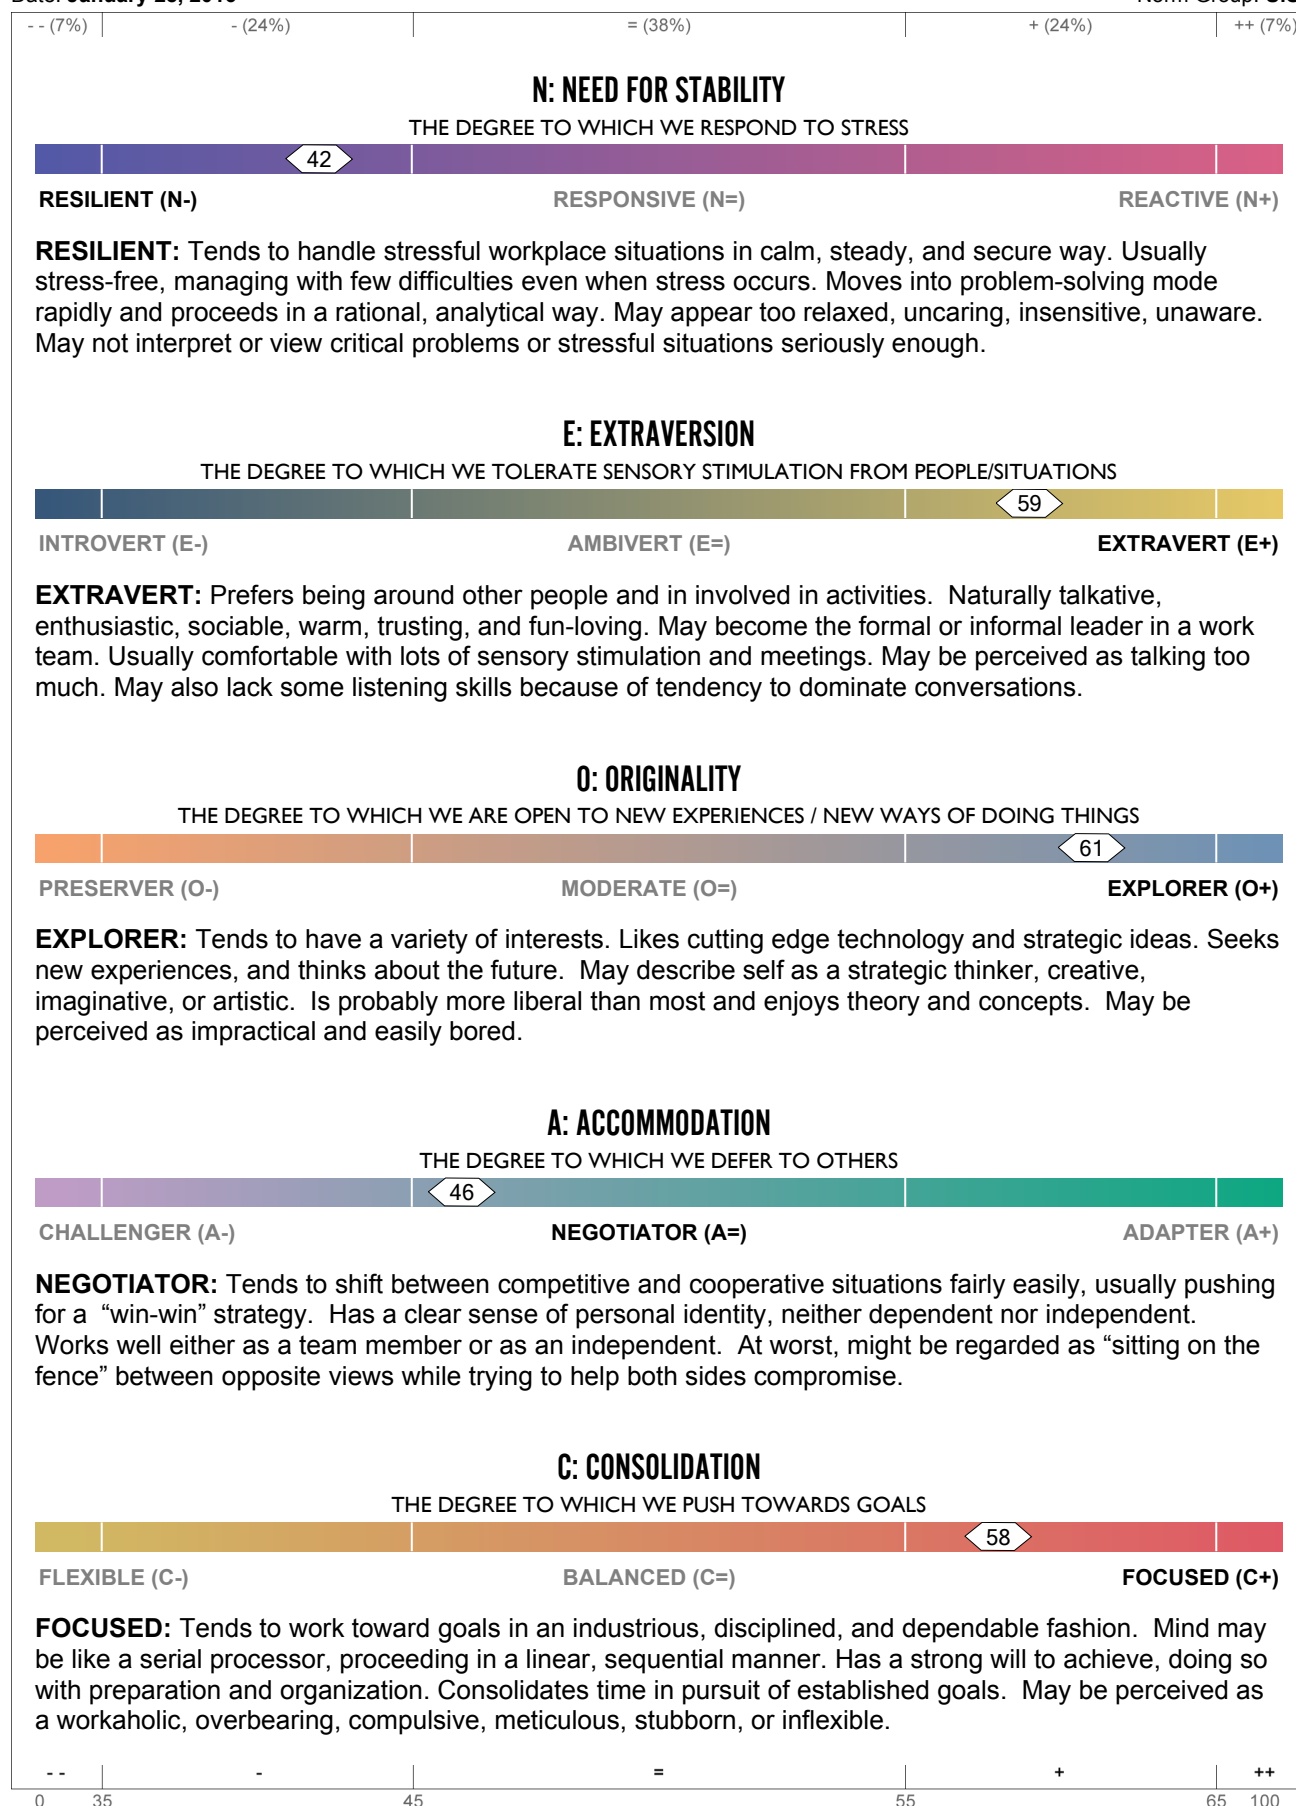 - - (7%) - (24%) = (38%) + (24%) ++ (7%)
N: NEED FOR STABILITY
THE DEGREE TO WHICH WE RESPOND TO STRESS
42
RESILIENT (N-) RESPONSIVE (N=) REACTIVE (N+)
RESILIENT: Tends to handle stressful workplace situations in calm, steady, and secure way. Usually
stress-free, managing with few difficulties even when stress occurs. Moves into problem-solving mode
rapidly and proceeds in a rational, analytical way. May appear too relaxed, uncaring, insensitive, unaware.
May not interpret or view critical problems or stressful situations seriously enough.
E: EXTRAVERSION
THE DEGREE TO WHICH WE TOLERATE SENSORY STIMULATION FROM PEOPLE/SITUATIONS
59
INTROVERT (E-) AMBIVERT (E=) EXTRAVERT (E+)
EXTRAVERT: Prefers being around other people and in involved in activities. Naturally talkative,
enthusiastic, sociable, warm, trusting, and fun-loving. May become the formal or informal leader in a work
team. Usually comfortable with lots of sensory stimulation and meetings. May be perceived as talking too
much. May also lack some listening skills because of tendency to dominate conversations.
O: ORIGINALITY
THE DEGREE TO WHICH WE ARE OPEN TO NEW EXPERIENCES / NEW WAYS OF DOING THINGS
61
PRESERVER (O-) MODERATE (O=) EXPLORER (O+)
EXPLORER: Tends to have a variety of interests. Likes cutting edge technology and strategic ideas. Seeks
new experiences, and thinks about the future. May describe self as a strategic thinker, creative,
imaginative, or artistic. Is probably more liberal than most and enjoys theory and concepts. May be
perceived as impractical and easily bored.
A: ACCOMMODATION
THE DEGREE TO WHICH WE DEFER TO OTHERS
46
CHALLENGER (A-) NEGOTIATOR (A=) ADAPTER (A+)
NEGOTIATOR: Tends to shift between competitive and cooperative situations fairly easily, usually pushing
for a “win-win” strategy. Has a clear sense of personal identity, neither dependent nor independent.
Works well either as a team member or as an independent. At worst, might be regarded as “sitting on the
fence” between opposite views while trying to help both sides compromise.
C: CONSOLIDATION
THE DEGREE TO WHICH WE PUSH TOWARDS GOALS
58
FLEXIBLE (C-) BALANCED (C=) FOCUSED (C+)
FOCUSED: Tends to work toward goals in an industrious, disciplined, and dependable fashion. Mind may
be like a serial processor, proceeding in a linear, sequential manner. Has a strong will to achieve, doing so
with preparation and organization. Consolidates time in pursuit of established goals. May be perceived as
a workaholic, overbearing, compulsive, meticulous, stubborn, or inflexible.
- - - = + ++
0 35 45 55 65 100